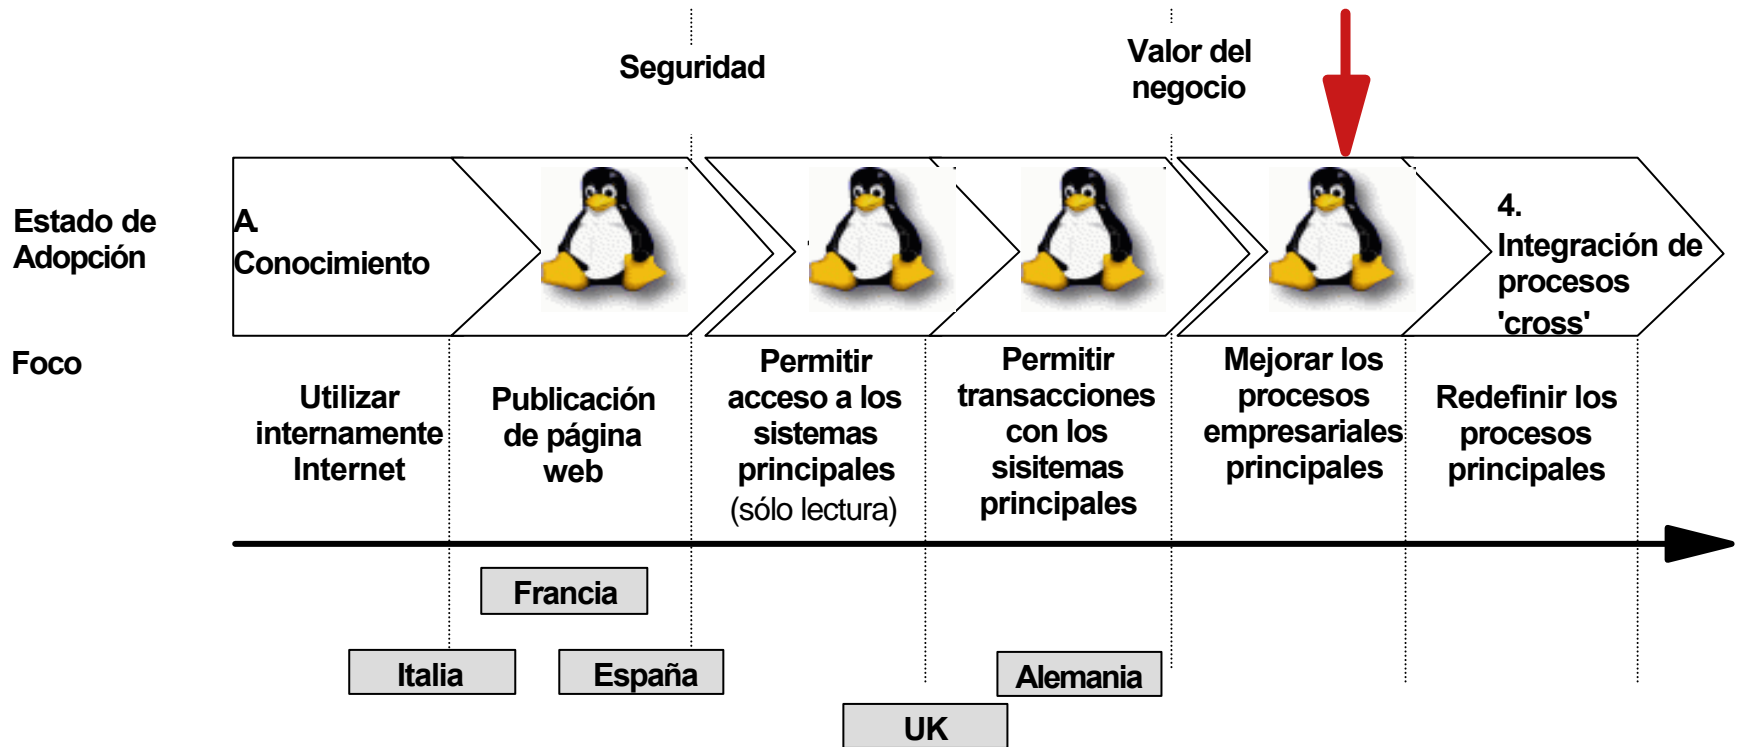 Seguridad
Valor del
negocio
Estado de
Adopción
A.
Conocimiento
4.
Integración de
procesos
'cross'
Foco
Utilizar
internamente
Internet
Publicación
de página
web
Permitir
acceso a los
sistemas
principales
(sólo lectura)
Permitir
transacciones
con los
sisitemas
principales
Mejorar los
procesos
empresariales
principales
Redefinir los
procesos
principales
Francia
Italia
España
Alemania
UK